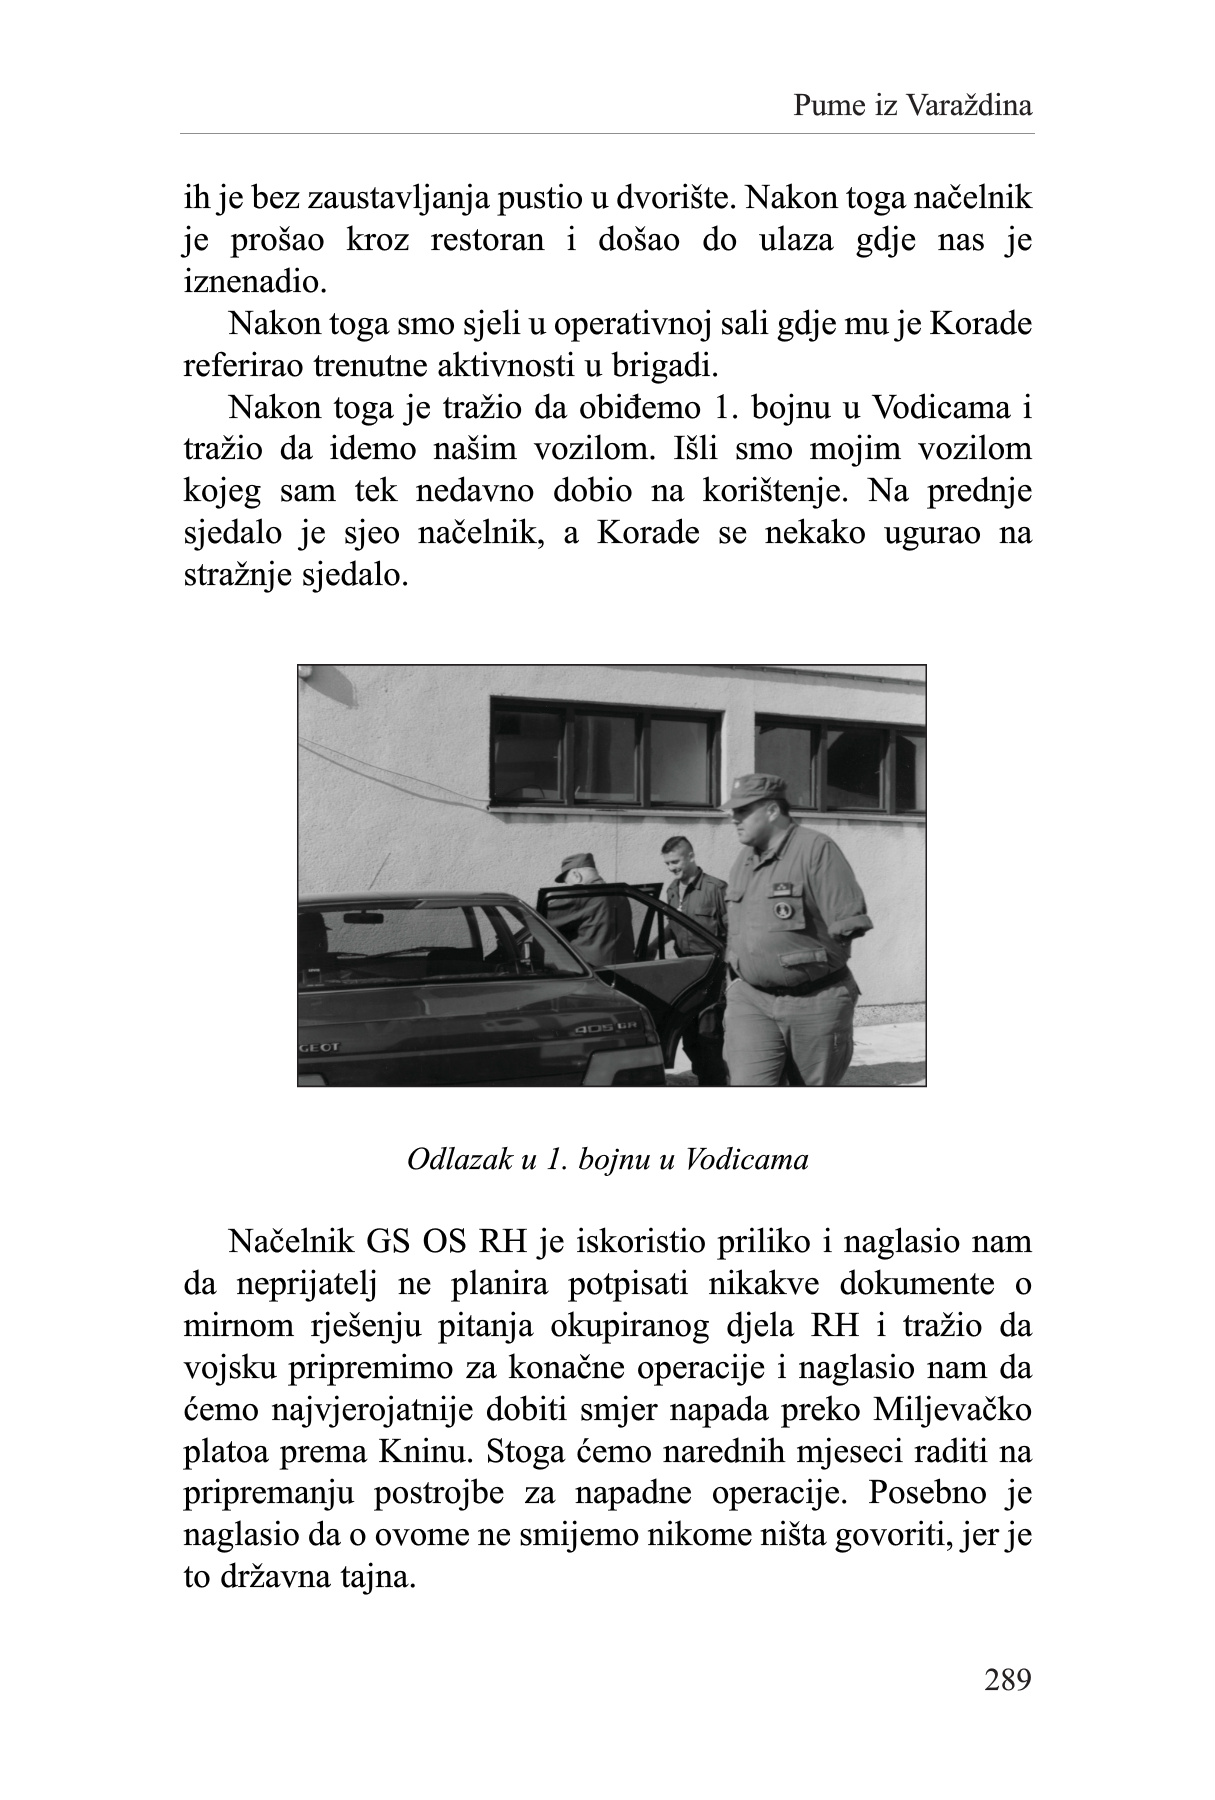 Pume iz Varaždina
ih je bez zaustavljanja pustio u dvorište. Nakon toga načelnik
je prošao kroz restoran i došao do ulaza gdje nas je
iznenadio.
Nakon toga smo sjeli u operativnoj sali gdje mu je Korade
referirao trenutne aktivnosti u brigadi.
Nakon toga je tražio da obiđemo 1. bojnu u Vodicama i
tražio da idemo našim vozilom. Išli smo mojim vozilom
kojeg sam tek nedavno dobio na korištenje. Na prednje
sjedalo je sjeo načelnik, a Korade se nekako ugurao na
stražnje sjedalo.
405 GR
GEOT
Odlazak u 1. bojnu u Vodicama
Načelnik GS OS RH je iskoristio priliko i naglasio nam
da neprijatelj ne planira potpisati nikakve dokumente o
mirnom rješenju pitanja okupiranog djela RH i tražio da
vojsku pripremimo za konačne operacije i naglasio nam da
ćemo najvjerojatnije dobiti smjer napada preko Miljevačko
platoa prema Kninu. Stoga ćemo narednih mjeseci raditi na
pripremanju postrojbe za napadne operacije. Posebno je
naglasio da o ovome ne smijemo nikome ništa govoriti, jer je
to državna tajna.
289